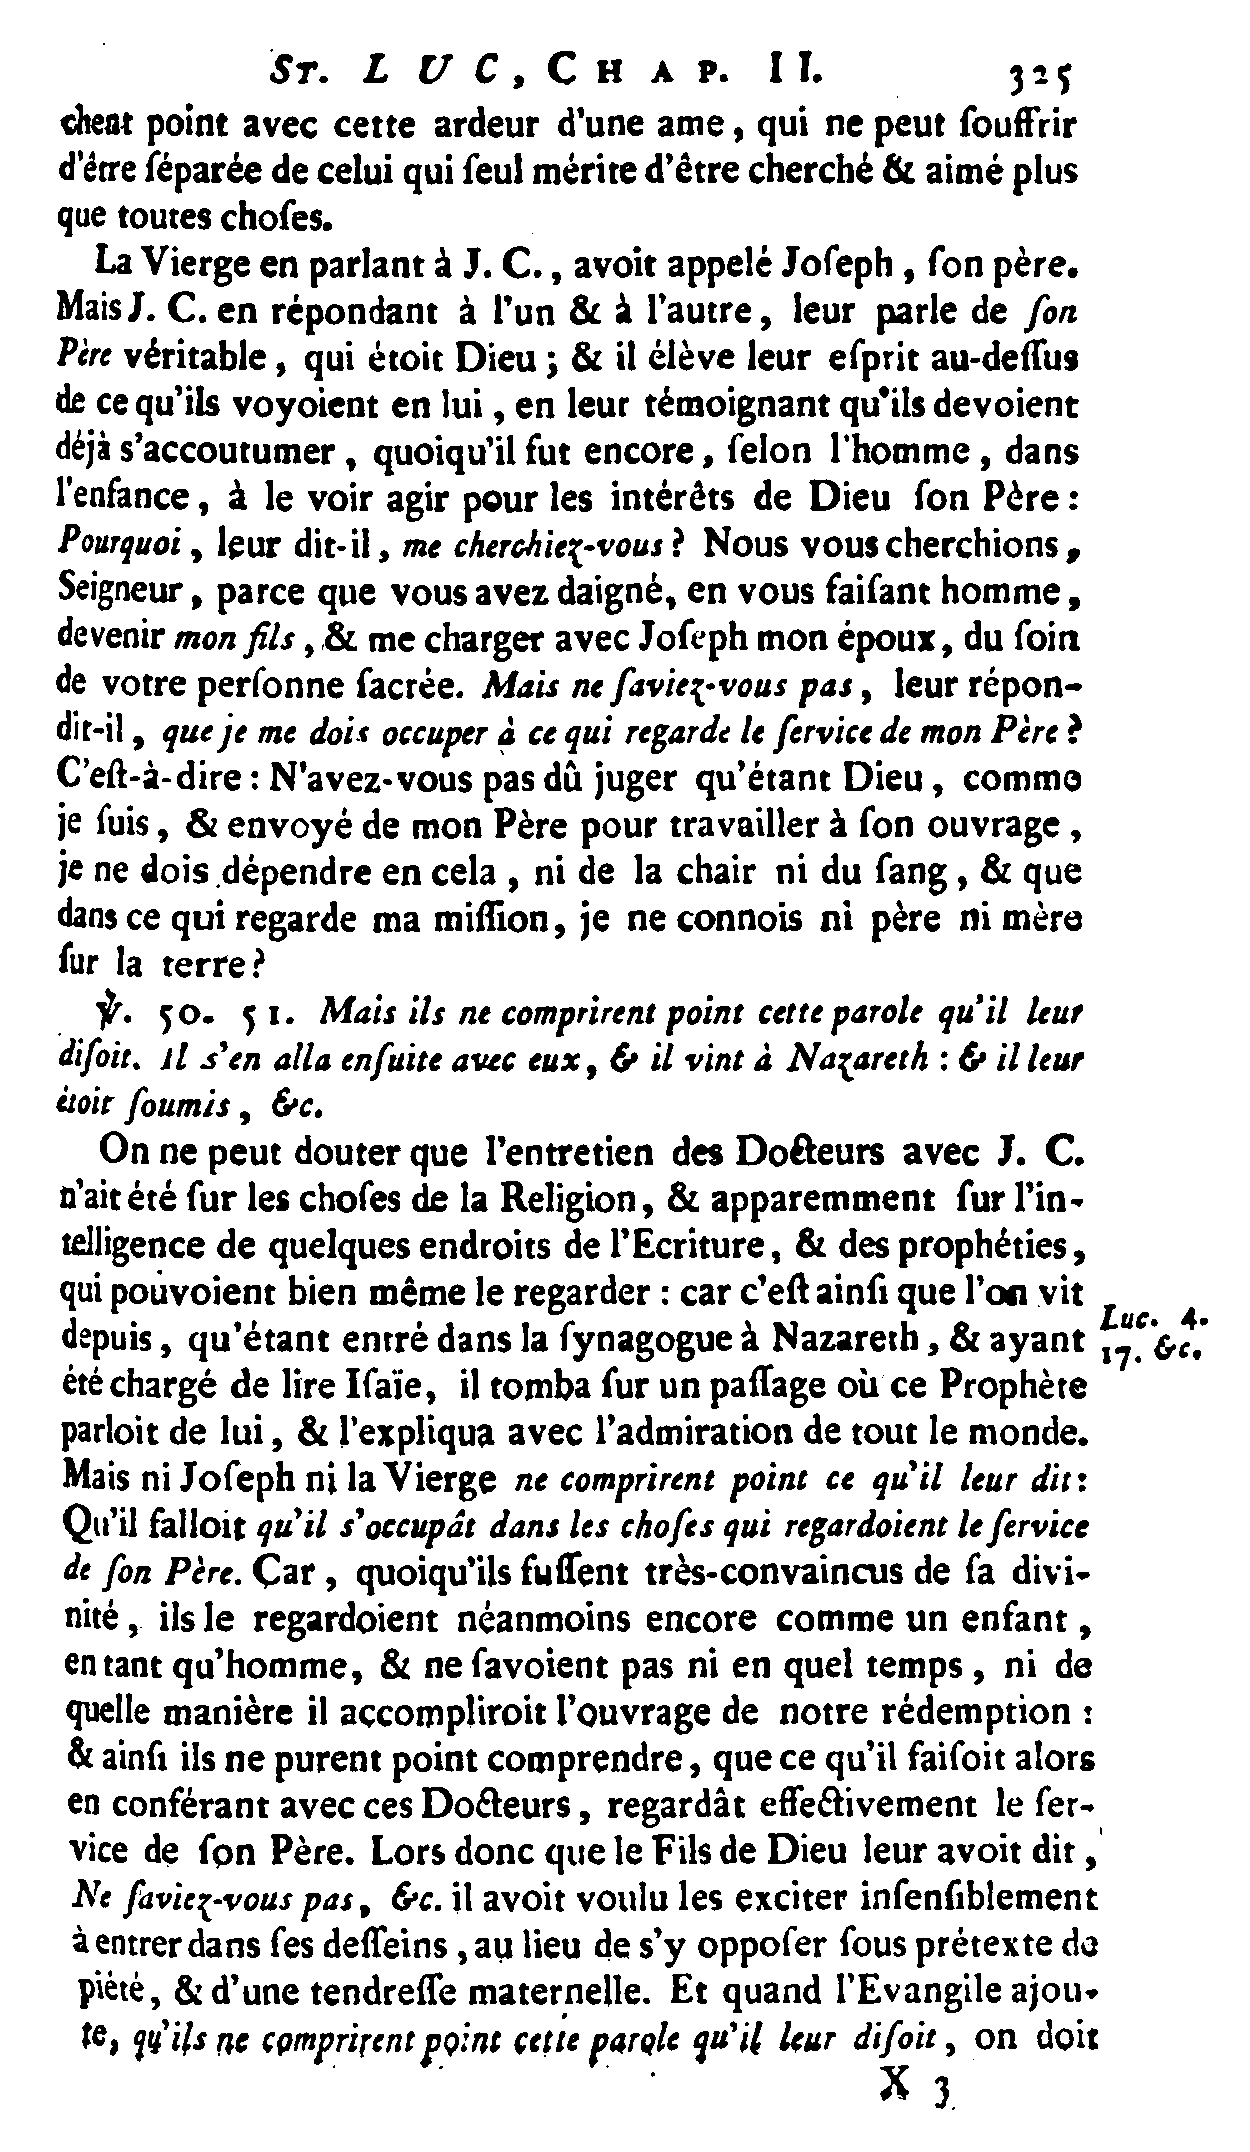 ST. LUC, CHAP. II. 325
chent point avec cette ardeur d'une ame, qui ne peut ſouffrir
d'être ſéparée de celui qui ſeul mérite d'être cherché & aimé plus
que toutes choſes.
La Vierge en parlant à J. C., avoit appelé Joſeph, ſon père.
Mais J. C. en répondant à l'un & à l'autre, leur parle de ſon
Père véritable, qui étoit Dieu; & il élève leur eſprit au-deſſus
de ce qu'ils voyoient en lui, en leur témoignant qu'ils devoient
déjà s'accoutumer, quoiqu'il fut encore, ſelon l'homme, dans
l'enfance, à le voir agir pour les intérêts de Dieu ſon Père:
Pourquoi, leur dit-il, me cherchiez-vous? Nous vous cherchions,
Seigneur, parce que vous avez daigné, en vous faiſant homme,
devenir mon fils, & me charger avec Joſeph mon époux, du ſoin
de votre perſonne ſacrée. Mais ne ſaviez-vous pas, leur répon-
dit-il, que je me dois occuper à ce qui regarde le ſervice de mon Père?
C'eſt-à-dire: N'avez-vous pas dû juger qu'étant Dieu, comme
je ſuis, & envoyé de mon Père pour travailler à ſon ouvrage,
je ne dois dépendre en cela, ni de la chair ni du ſang, & que
dans ce qui regarde ma miſſion, je ne connois ni père ni mère
ſur la terre?
℣. 50. 51. Mais ils ne comprirent point cette parole qu'il leur
diſoit. Il s'en alla enſuite avec eux, & il vint à Nazareth: & il leur
étoit ſoumis, &c.
On ne peut douter que l'entretien des Docteurs avec J. C.
n'ait été ſur les choſes de la Religion, & apparemment ſur l'in-
telligence de quelques endroits de l'Ecriture, & des prophéties,
qui pouvoient bien même le regarder: car c'eſt ainſi que l'on vit
depuis, qu'étant entré dans la ſynagogue à Nazareth, & ayant
Luc. 4.
17. &c.
été chargé de lire Iſaïe, il tomba ſur un paſſage où ce Prophète
parloit de lui, & l'expliqua avec l'admiration de tout le monde.
Mais ni Joſeph ni la Vierge ne comprirent point ce qu'il leur dit:
Qu'il falloit qu'il s'occupât dans les choſes qui regardoient le ſervice
de ſon Père. Car, quoiqu'ils fuſſent très-convaincus de ſa divi-
nité, ils le regardoient néanmoins encore comme un enfant,
en tant qu'homme, & ne ſavoient pas ni en quel temps, ni de
quelle manière il accompliroit l'ouvrage de notre rédemption:
& ainſi ils ne purent point comprendre, que ce qu'il faiſoit alors
en conférant avec ces Docteurs, regardât effectivement le ſer-
vice de ſon Père. Lors donc que le Fils de Dieu leur avoit dit,
Ne ſaviez-vous pas, &c. il avoit voulu les exciter inſenſiblement
à entrer dans ſes deſſeins, au lieu de s'y oppoſer ſous prétexte de
piété, & d'une tendreſſe maternelle. Et quand l'Evangile ajou-
te, qu'ils ne comprirent point cette parole qu'il leur diſoit, on doit
X 3